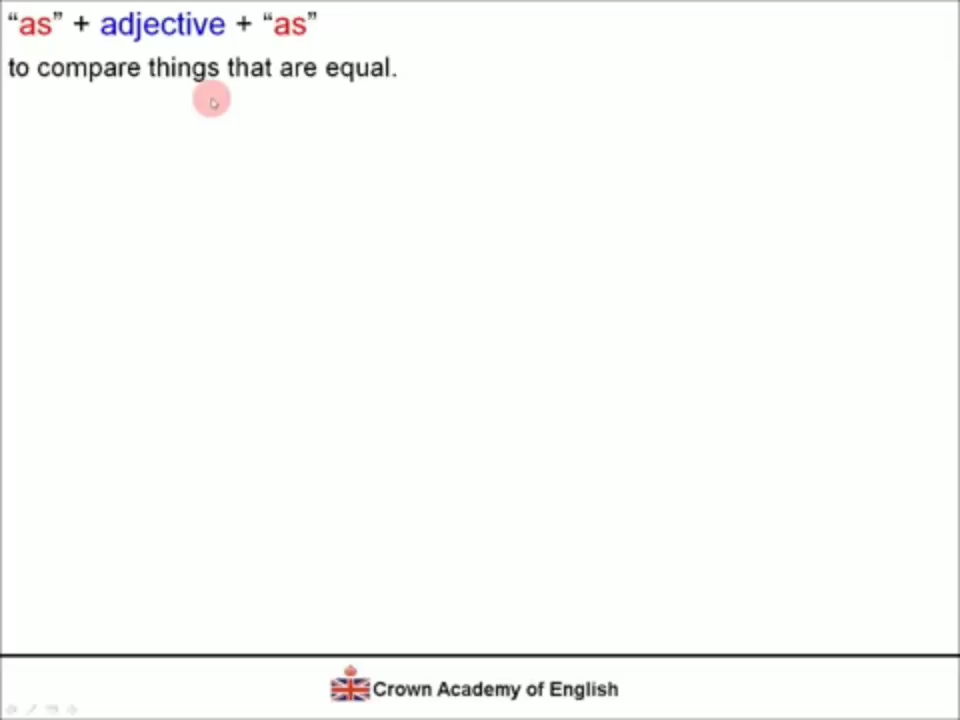 “as” + adjective + “as”
to compare things that are equal.
Crown Academy of English